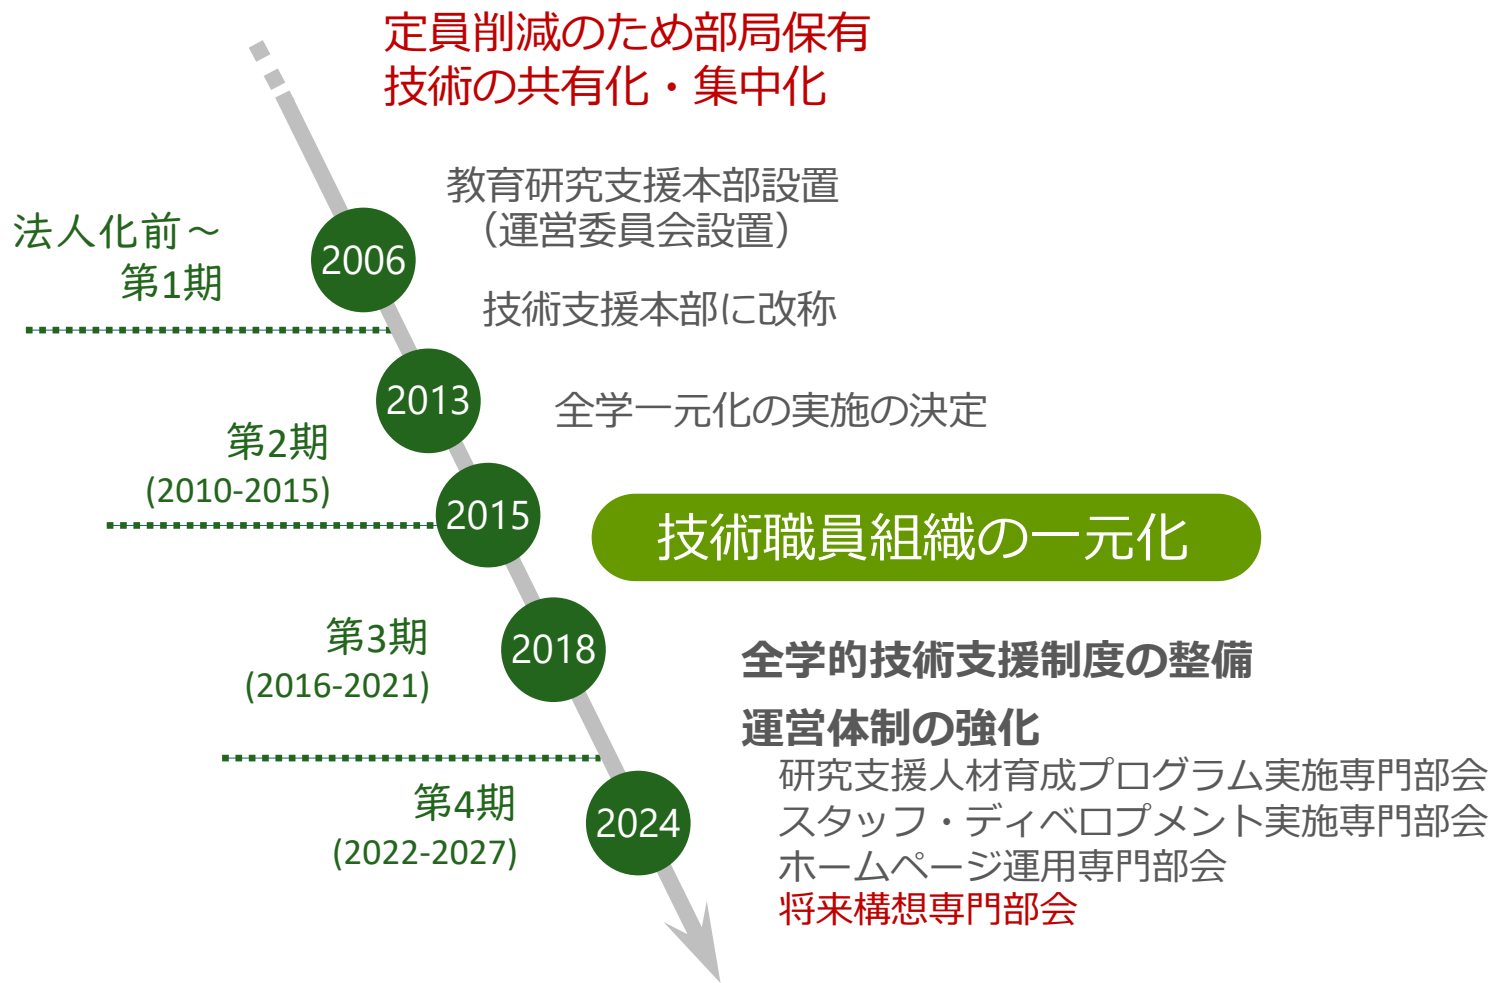 定員削減のため部局保有
技術の共有化・集中化
教育研究支援本部設置
（運営委員会設置）
法人化前～
第1期
2006
技術支援本部に改称
2013
全学一元化の実施の決定
第2期
(2010-2015)
2015
技術職員組織の一元化
第3期
(2016-2021)
2018
全学的技術支援制度の整備
運営体制の強化
研究支援人材育成プログラム実施専門部会
スタッフ・ディベロプメント実施専門部会
ホームページ運用専門部会
将来構想専門部会
第4期
(2022-2027)
2024